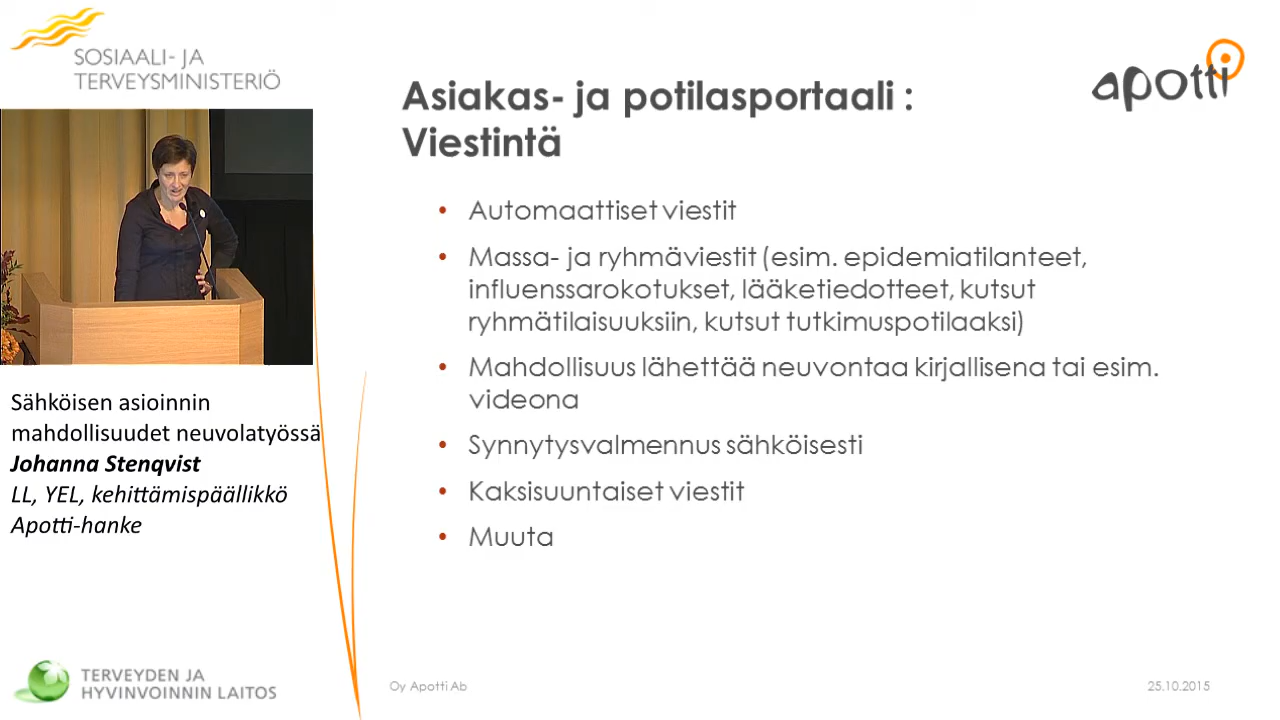 SOSIAALI- JA
TERVEYSMINISTERIÖ
apotti
Asiakas- ja potilasportaali :
Viestintä
• Automaattiset viestit
• Massa- ja ryhmäviestit (esim. epidemiatilanteet,
influenssarokotukset, lääketiedotteet, kutsut
ryhmätilaisuuksiin, kutsut tutkimuspotilaaksi)
• Mahdollisuus lähettää neuvontaa kirjallisena tai esim.
videona
• Synnytysvalmennus sähköisesti
• Kaksisuuntaiset viestit
• Muuta
Sähköisen asioinnin
mahdollisuudet neuvolatyössä
Johanna Stenqvist
LL, YEL, kehittämispäällikkö
Apotti-hanke
TERVEYDEN JA
HYVINVOINNIN LAITOS
Oy Apotti Ab
25.10.2015